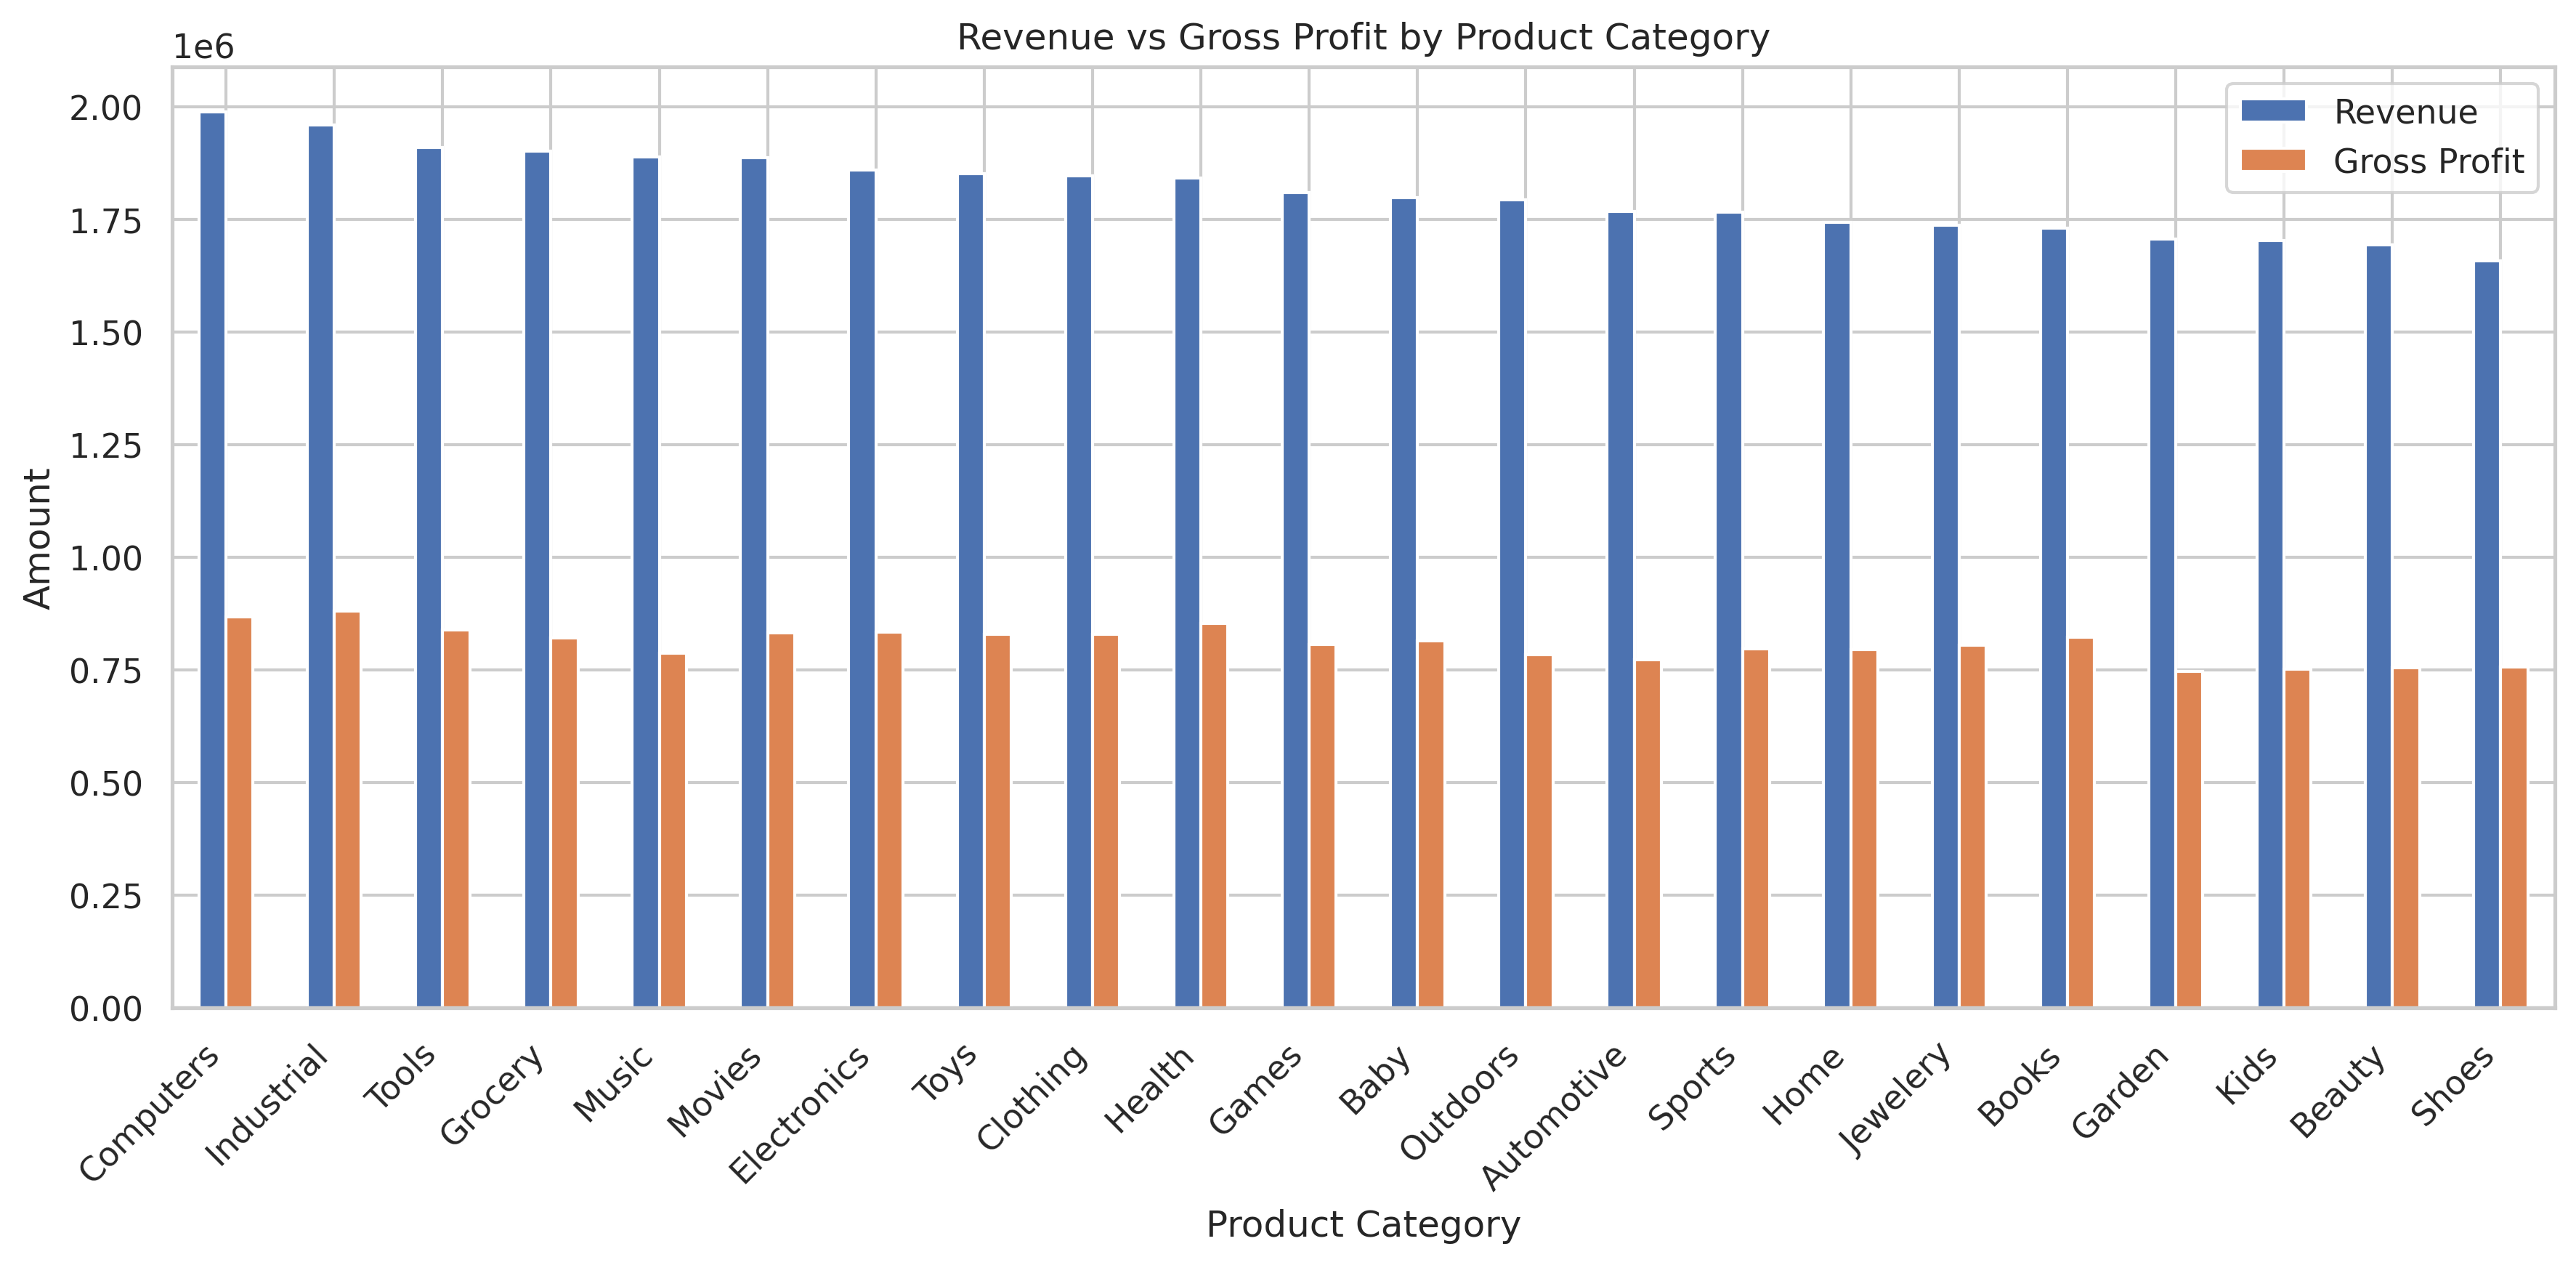 Revenue vs Gross Profit by Product Category
1e6
2.00
1.75
1.50
1.25
1.00
0.75
0.50
0.25
0.00
Amount
Revenue
Gross Profit
Computers
Industrial
Tools
Grocery
Music
Movies
Electronics
Toys
Clothing
Health
Games
Baby
Outdoors
Automotive
Sports
Home
Jewelery
Books
Garden
Kids
Beauty
Shoes
Product Category